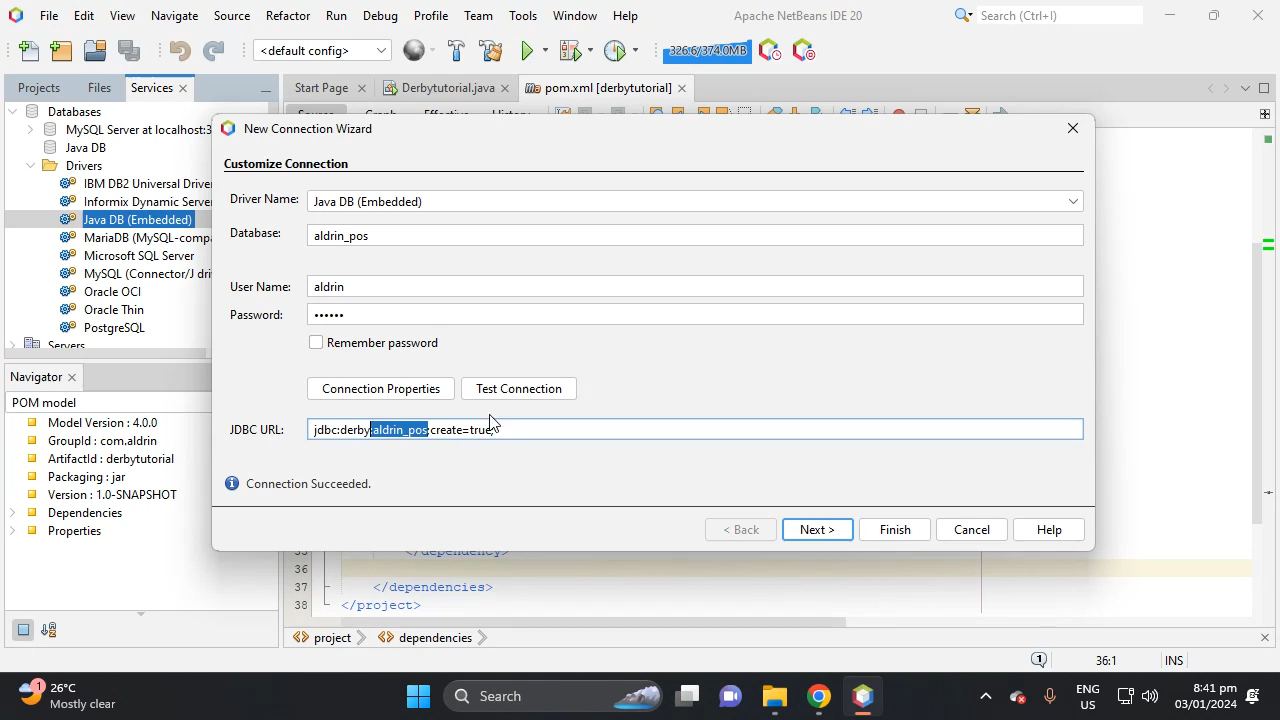 File Edit View Navigate Source Refactor Run Debug Profile Team Tools Window Help Apache NetBeans IDE 20 Search (Ctrl+I)
<default config> 326.6/374.0MB
Projects Files Services Start Page Derbytutorial.java pom.xml [derbytutorial]
Databases
MySQL Server at localhost:3
Java DB
Drivers
IBM DB2 Universal Driver
Informix Dynamic Server
Java DB (Embedded)
MariaDB (MySQL-compa
Microsoft SQL Server
MySQL (Connector/J dri
Oracle OCI
Oracle Thin
PostgreSQL
Servers
Navigator
POM model
Model Version : 4.0.0
GroupId : com.aldrin
ArtifactId : derbytutorial
Packaging : jar
Version : 1.0-SNAPSHOT
Dependencies
Properties
New Connection Wizard
Customize Connection
Driver Name: Java DB (Embedded)
Database: aldrin_pos
User Name: aldrin
Password: ••••••
Remember password
Connection Properties Test Connection
JDBC URL: jdbc:derby:aldrin_pos;create=true;
Connection Succeeded.
< Back Next > Finish Cancel Help
</dependency>
36
37 </dependencies>
38 </project>
project dependencies
1 36:1 INS
26°C
Mostly clear
1
Search
ENG
US
8:41 pm
03/01/2024